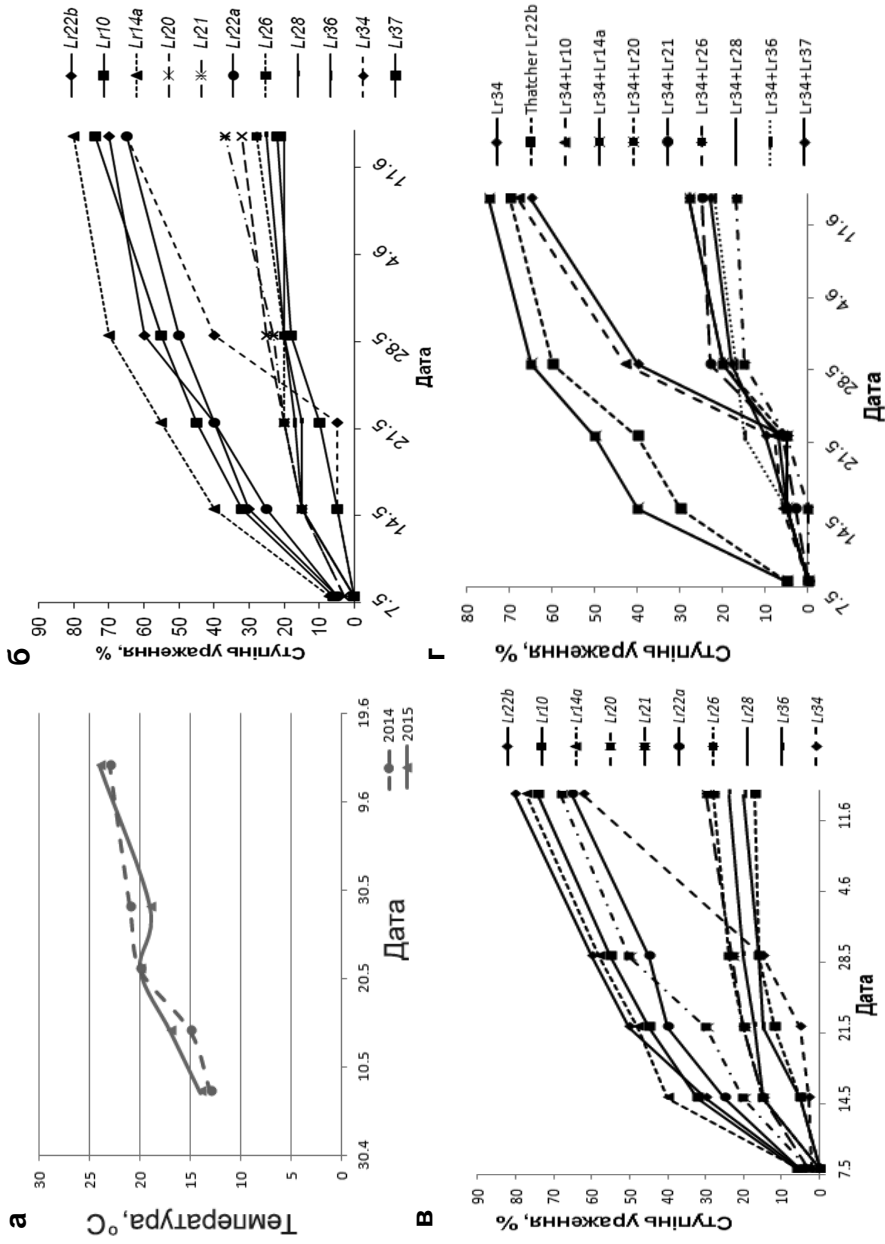 а
Температура,°С
30
25
20
15
10
5
0
30.4 10.5 20.5 30.5 9.6 19.6
Дата
2014
2015
б
Ступінь ураження, %
90
80
70
60
50
40
30
20
10
0
7.5 14.5 21.5 28.5 4.6 11.6
Дата
Lr22b
Lr10
Lr14a
Lr20
Lr21
Lr22a
Lr26
Lr28
Lr36
Lr34
Lr37
в
Ступінь ураження, %
90
80
70
60
50
40
30
20
10
0
7.5 14.5 21.5 28.5 4.6 11.6
Дата
Lr22b
Lr10
Lr14a
Lr20
Lr21
Lr22a
Lr26
Lr28
Lr36
Lr34
г
Ступінь ураження, %
80
70
60
50
40
30
20
10
0
7.5 14.5 21.5 28.5 4.6 11.6
Дата
Lr34
Thatcher Lr22b
Lr34+Lr10
Lr34+Lr14a
Lr34+Lr20
Lr34+Lr21
Lr34+Lr26
Lr34+Lr28
Lr34+Lr36
Lr34+Lr37